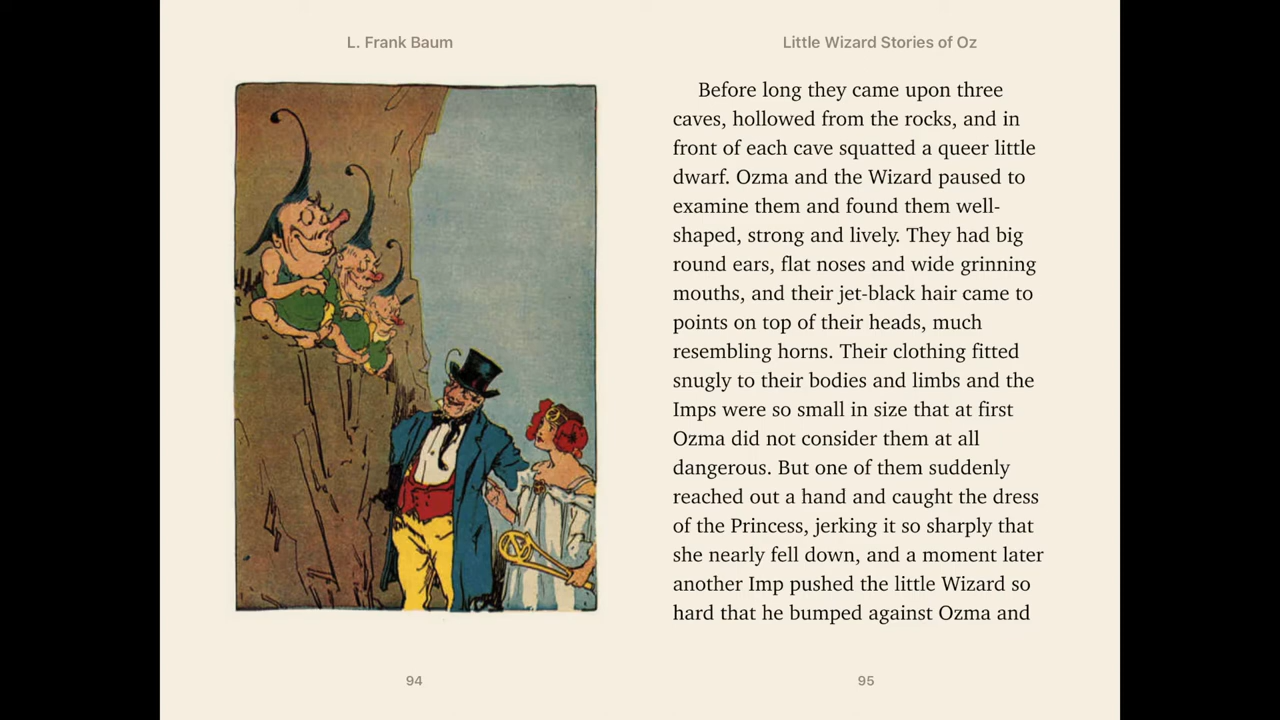 L. Frank Baum
94
Little Wizard Stories of Oz
Before long they came upon three
caves, hollowed from the rocks, and in
front of each cave squatted a queer little
dwarf. Ozma and the Wizard paused to
examine them and found them well-
shaped, strong and lively. They had big
round ears, flat noses and wide grinning
mouths, and their jet-black hair came to
points on top of their heads, much
resembling horns. Their clothing fitted
snugly to their bodies and limbs and the
Imps were so small in size that at first
Ozma did not consider them at all
dangerous. But one of them suddenly
reached out a hand and caught the dress
of the Princess, jerking it so sharply that
she nearly fell down, and a moment later
another Imp pushed the little Wizard so
hard that he bumped against Ozma and
95